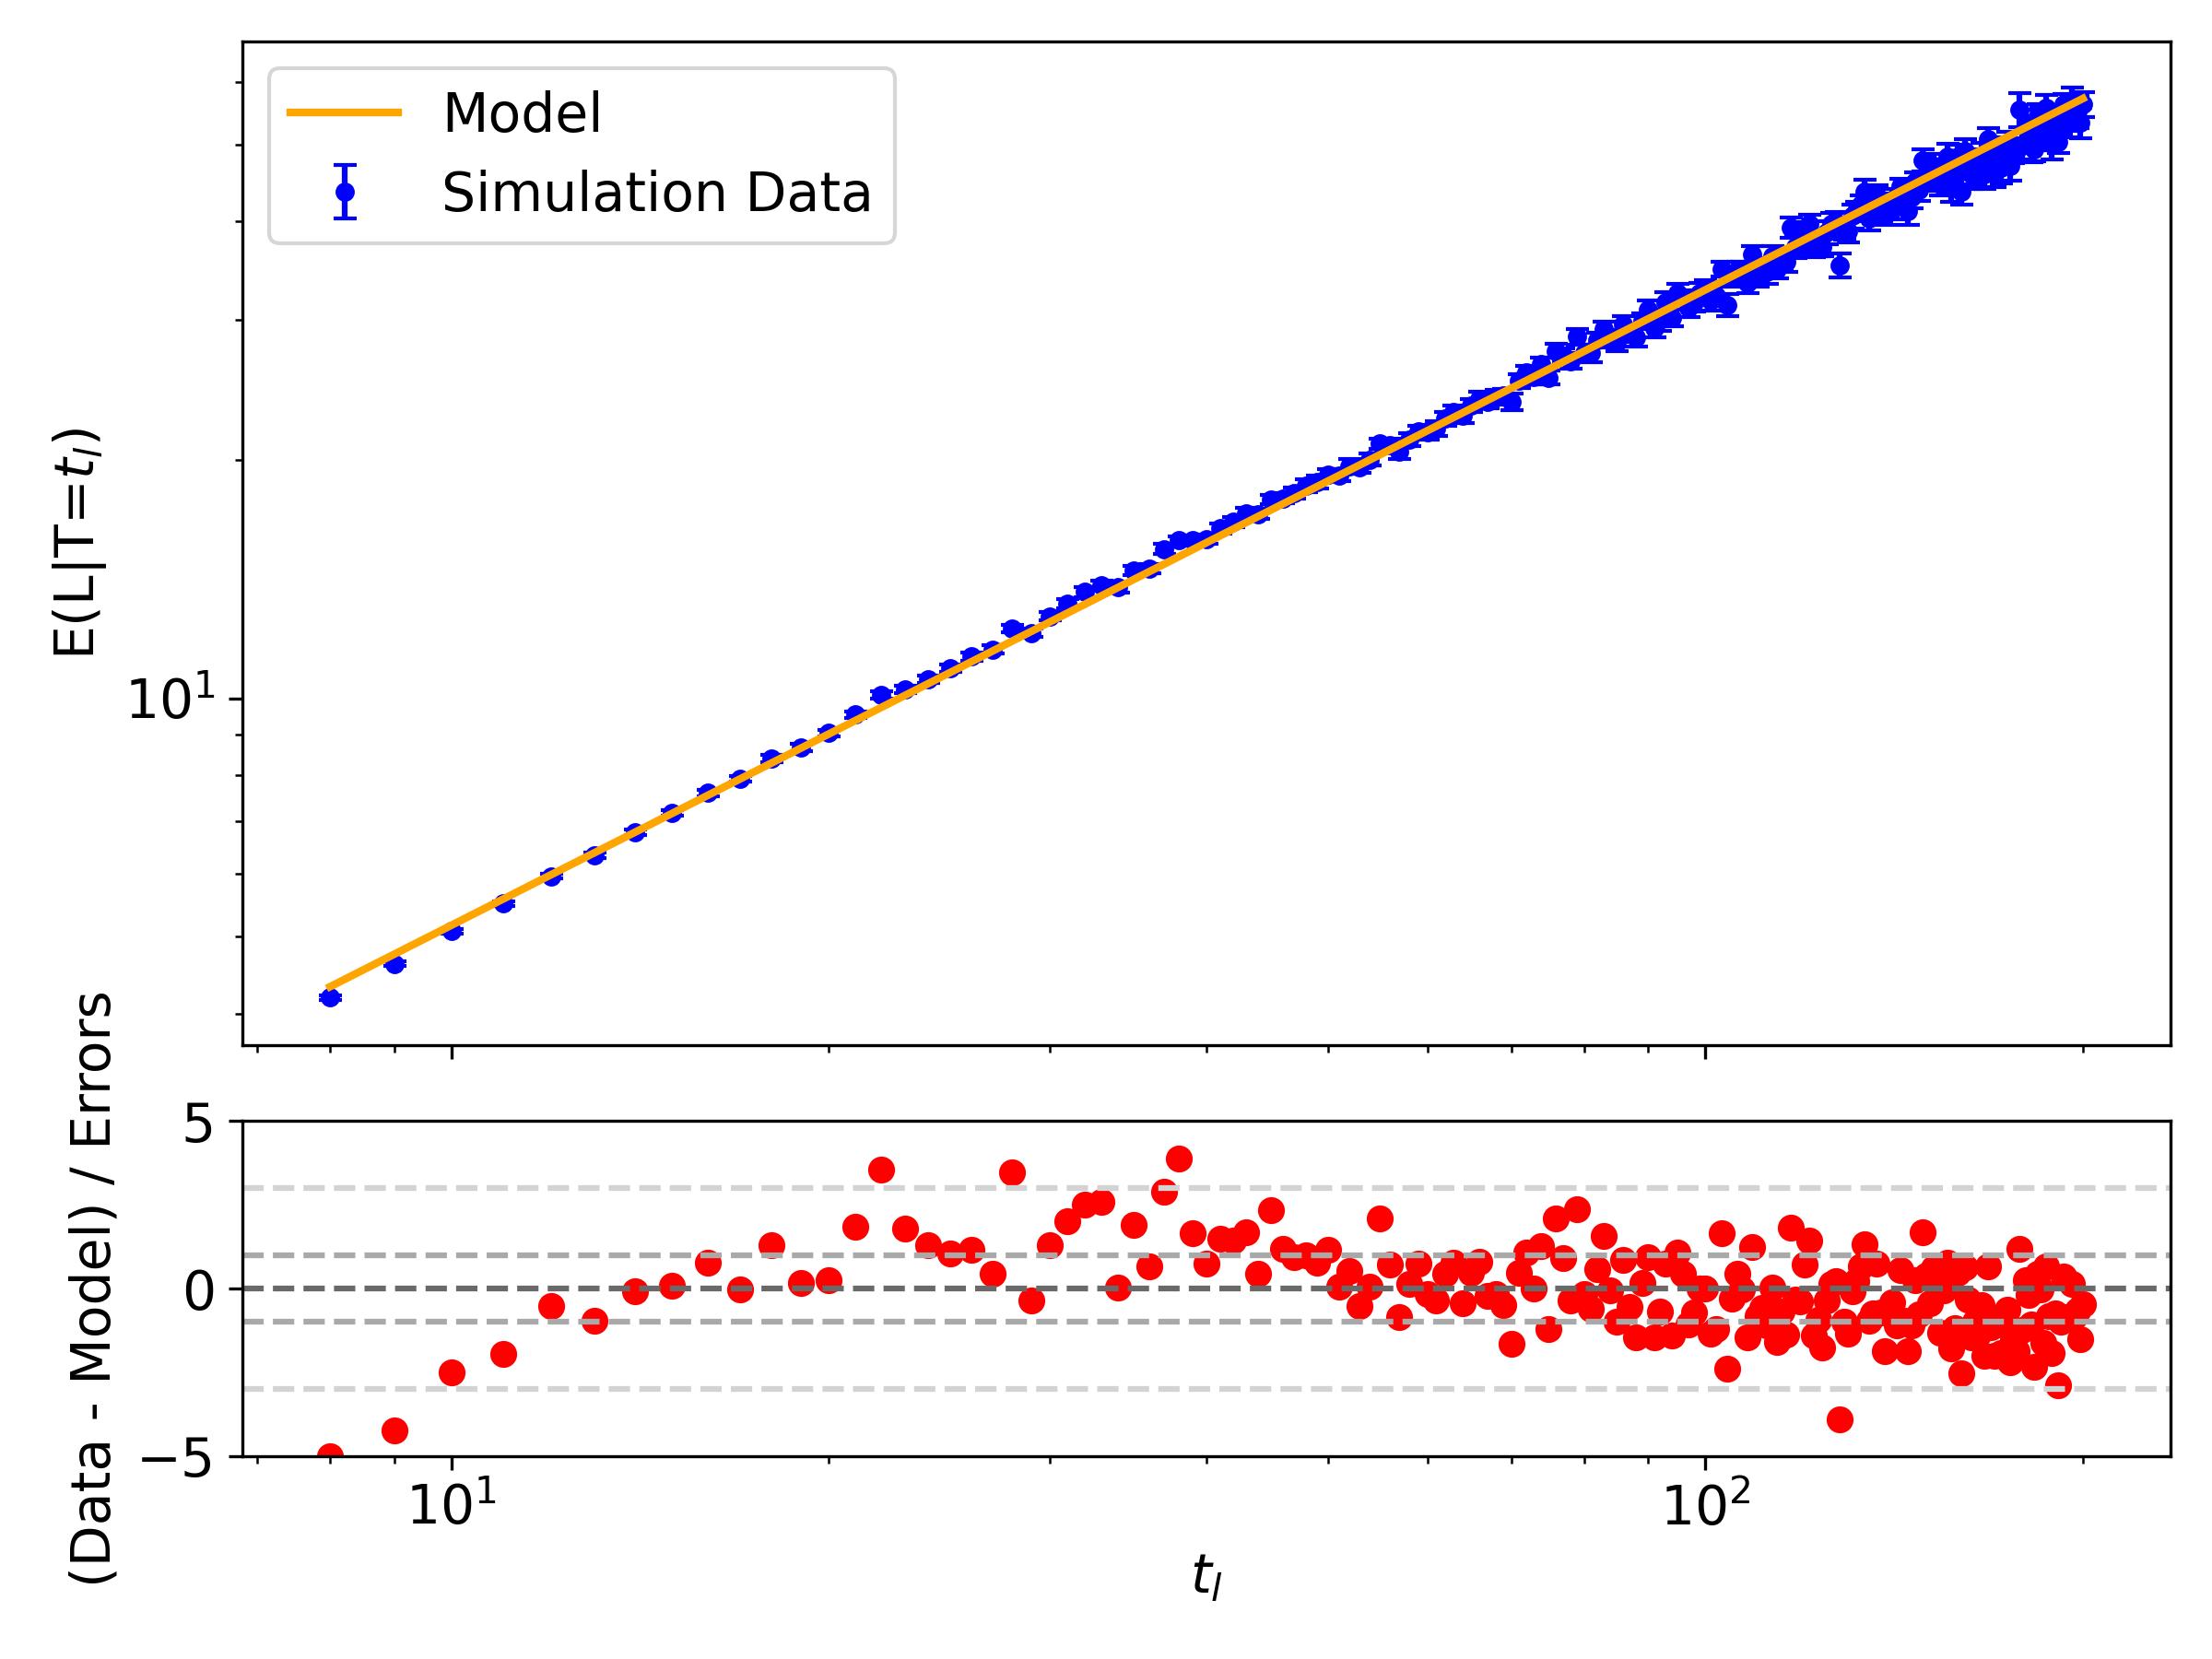 Model
Simulation Data
E(L|T=t_l)
10^1
(Data - Model) / Errors
5
0
−5
10^1
10^2
t_l